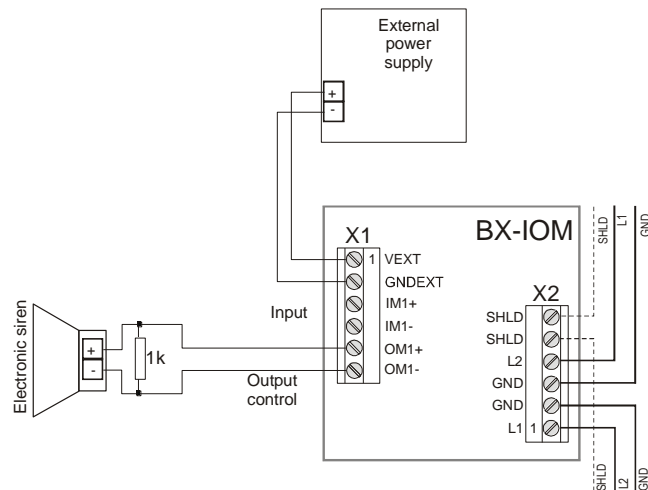 External
power
supply
+
-
BX-IOM
X1
1 VEXT
GNDEXT
IM1+
IM1-
OM1+
OM1-
Input
Output
control
Electronic siren
+
-
1k
X2
SHLD
SHLD
L2
GND
GND
L1 1
SHLD
L1
GND
SHLD
L2
GND